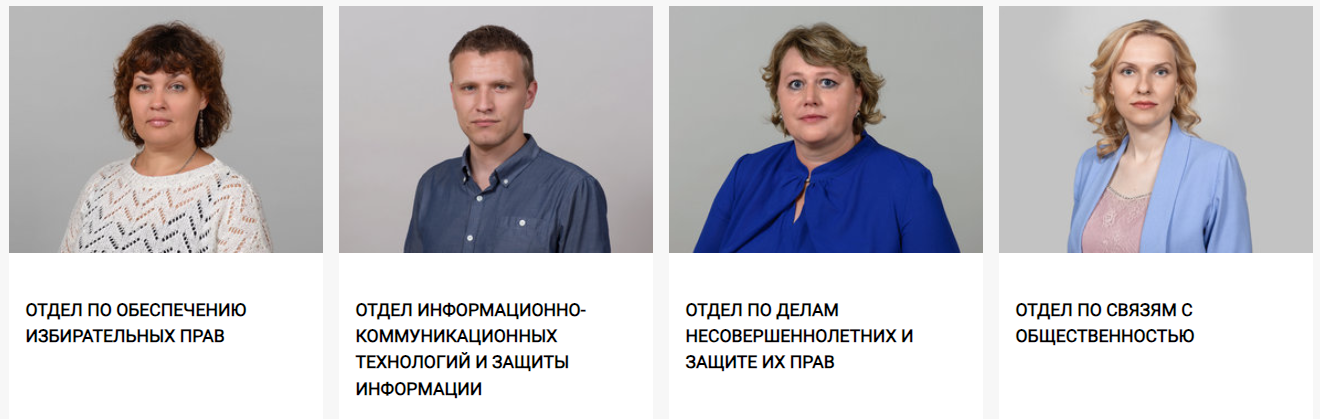 ОТДЕЛ ПО ОБЕСПЕЧЕНИЮ
ИЗБИРАТЕЛЬНЫХ ПРАВ
ОТДЕЛ ИНФОРМАЦИОННО-
КОММУНИКАЦИОННЫХ
ТЕХНОЛОГИЙ И ЗАЩИТЫ
ИНФОРМАЦИИ
ОТДЕЛ ПО ДЕЛАМ
НЕСОВЕРШЕННОЛЕТНИХ И
ЗАЩИТЕ ИХ ПРАВ
ОТДЕЛ ПО СВЯЗЯМ С
ОБЩЕСТВЕННОСТЬЮ